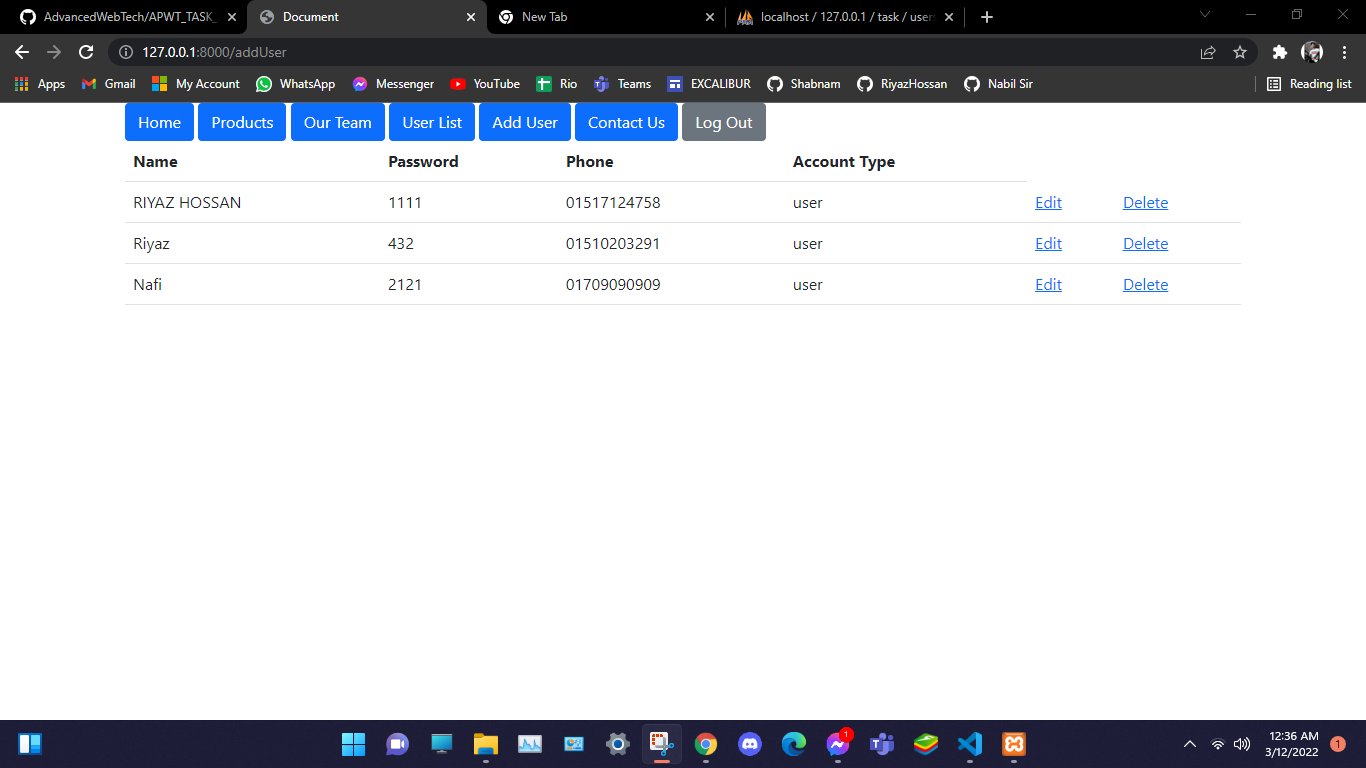 AdvancedWebTech/APWT_TASK_ Document New Tab localhost / 127.0.0.1 / task / users
127.0.0.1:8000/addUser
Apps Gmail My Account WhatsApp Messenger YouTube Rio Teams EXCALIBUR Shabnam RiyazHossan Nabil Sir Reading list
Home Products Our Team User List Add User Contact Us Log Out
Name Password Phone Account Type
RIYAZ HOSSAN 1111 01517124758 user Edit Delete
Riyaz 432 01510203291 user Edit Delete
Nafi 2121 01709090909 user Edit Delete
1 12:36 AM
3/12/2022 1